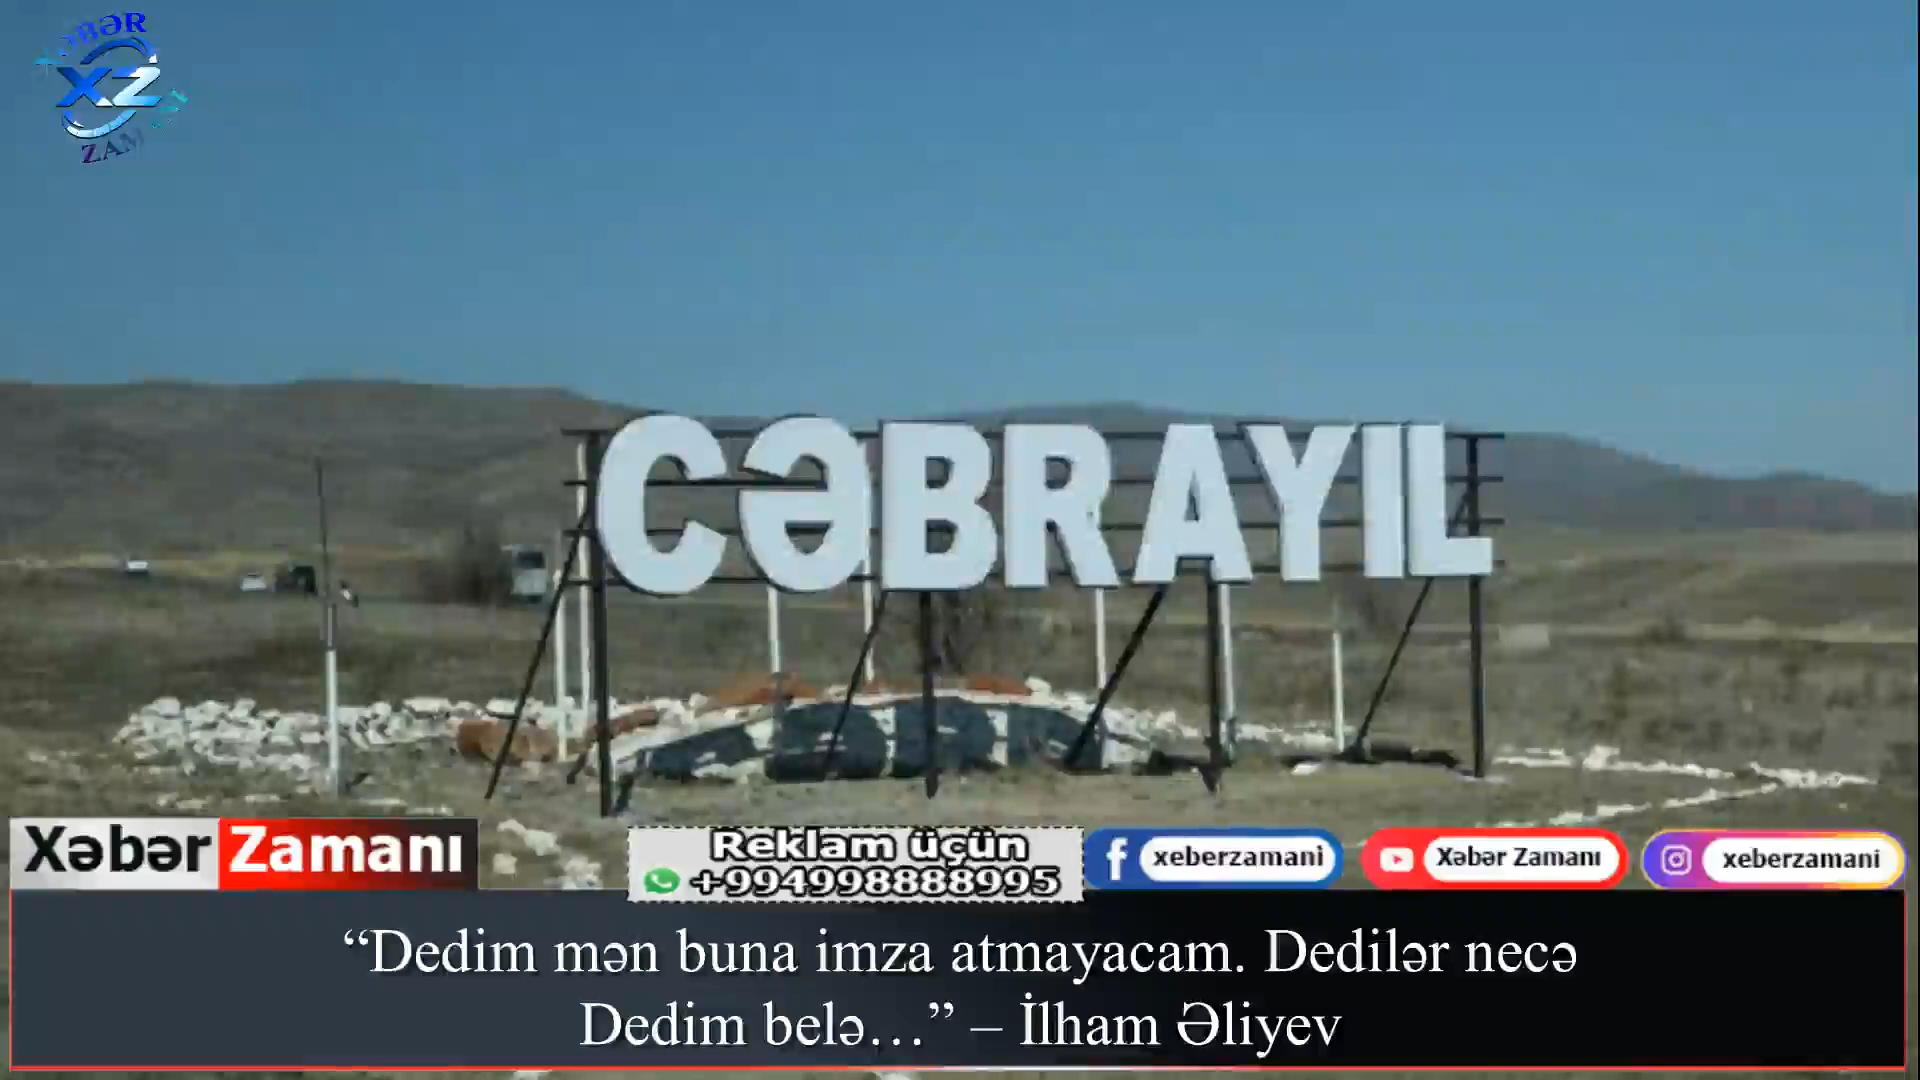 XƏBƏR
XZ
ZAM
CƏBRAYIL
Xəbər Zamanı
Reklam üçün
+994998888995
xeberzamani
Xəbər Zamanı
xeberzamani
“Dedim mən buna imza atmayacam. Dedilər necə
Dedim belə…” – İlham Əliyev